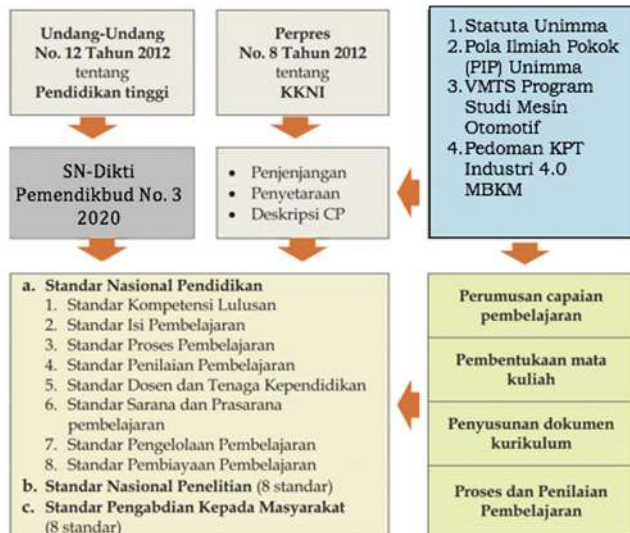 Undang-Undang
No. 12 Tahun 2012
tentang
Pendidikan tinggi
Perpres
No. 8 Tahun 2012
tentang
KKNI
1. Statuta Unimma
2. Pola Ilmiah Pokok
(PIP) Unimma
3. VMTS Program
Studi Mesin
Otomotif
4. Pedoman KPT
Industri 4.0
MBKM
SN-Dikti
Pemendikbud No. 3
2020
• Penjenjangan
• Penyetaraan
• Deskripsi CP
a. Standar Nasional Pendidikan
1. Standar Kompetensi Lulusan
2. Standar Isi Pembelajaran
3. Standar Proses Pembelajaran
4. Standar Penilaian Pembelajaran
5. Standar Dosen dan Tenaga Kependidikan
6. Standar Sarana dan Prasarana
pembelajaran
7. Standar Pengelolaan Pembelajaran
8. Standar Pembiayaan Pembelajaran
b. Standar Nasional Penelitian (8 standar)
c. Standar Pengabdian Kepada Masyarakat
(8 standar)
Perumusan capaian
pembelajaran
Pembentukaan mata
kuliah
Penyusunan dokumen
kurikulum
Proses dan Penilaian
Pembelajaran